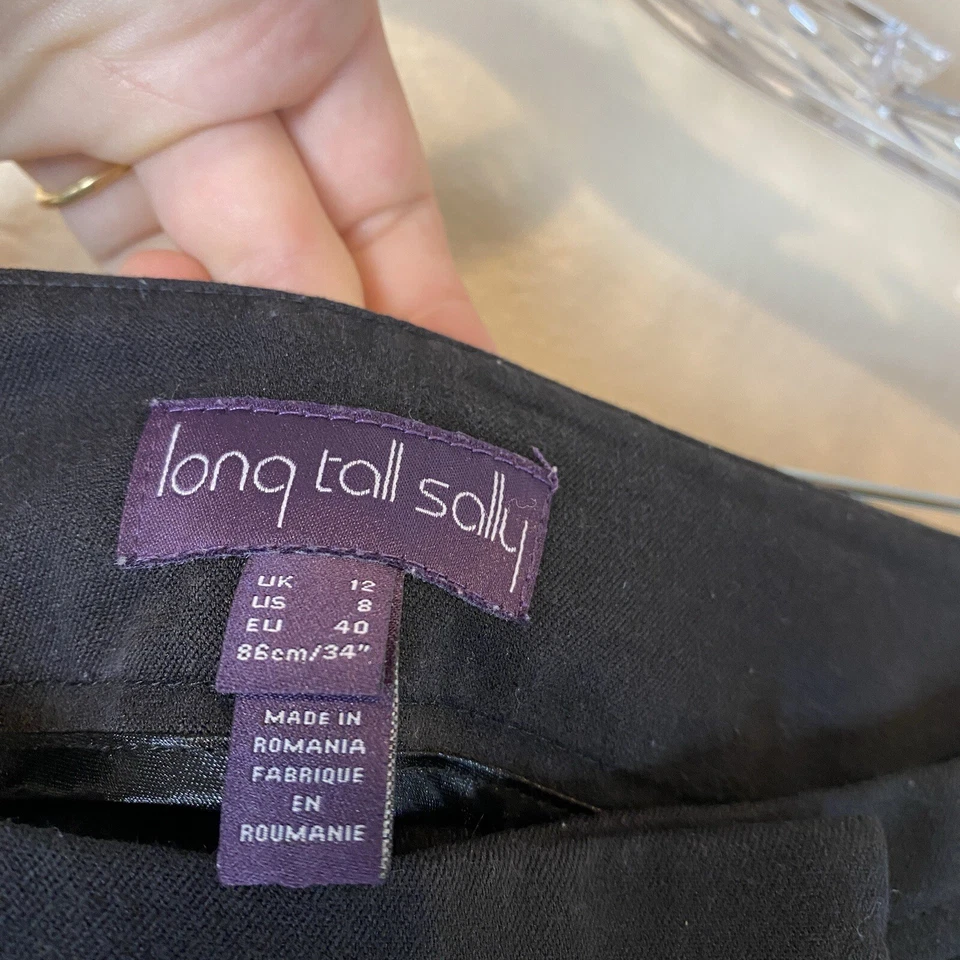 long tall sally
UK 12
US 8
EU 40
86cm/34"
MADE IN
ROMANIA
FABRIQUE
EN
ROUMANIE